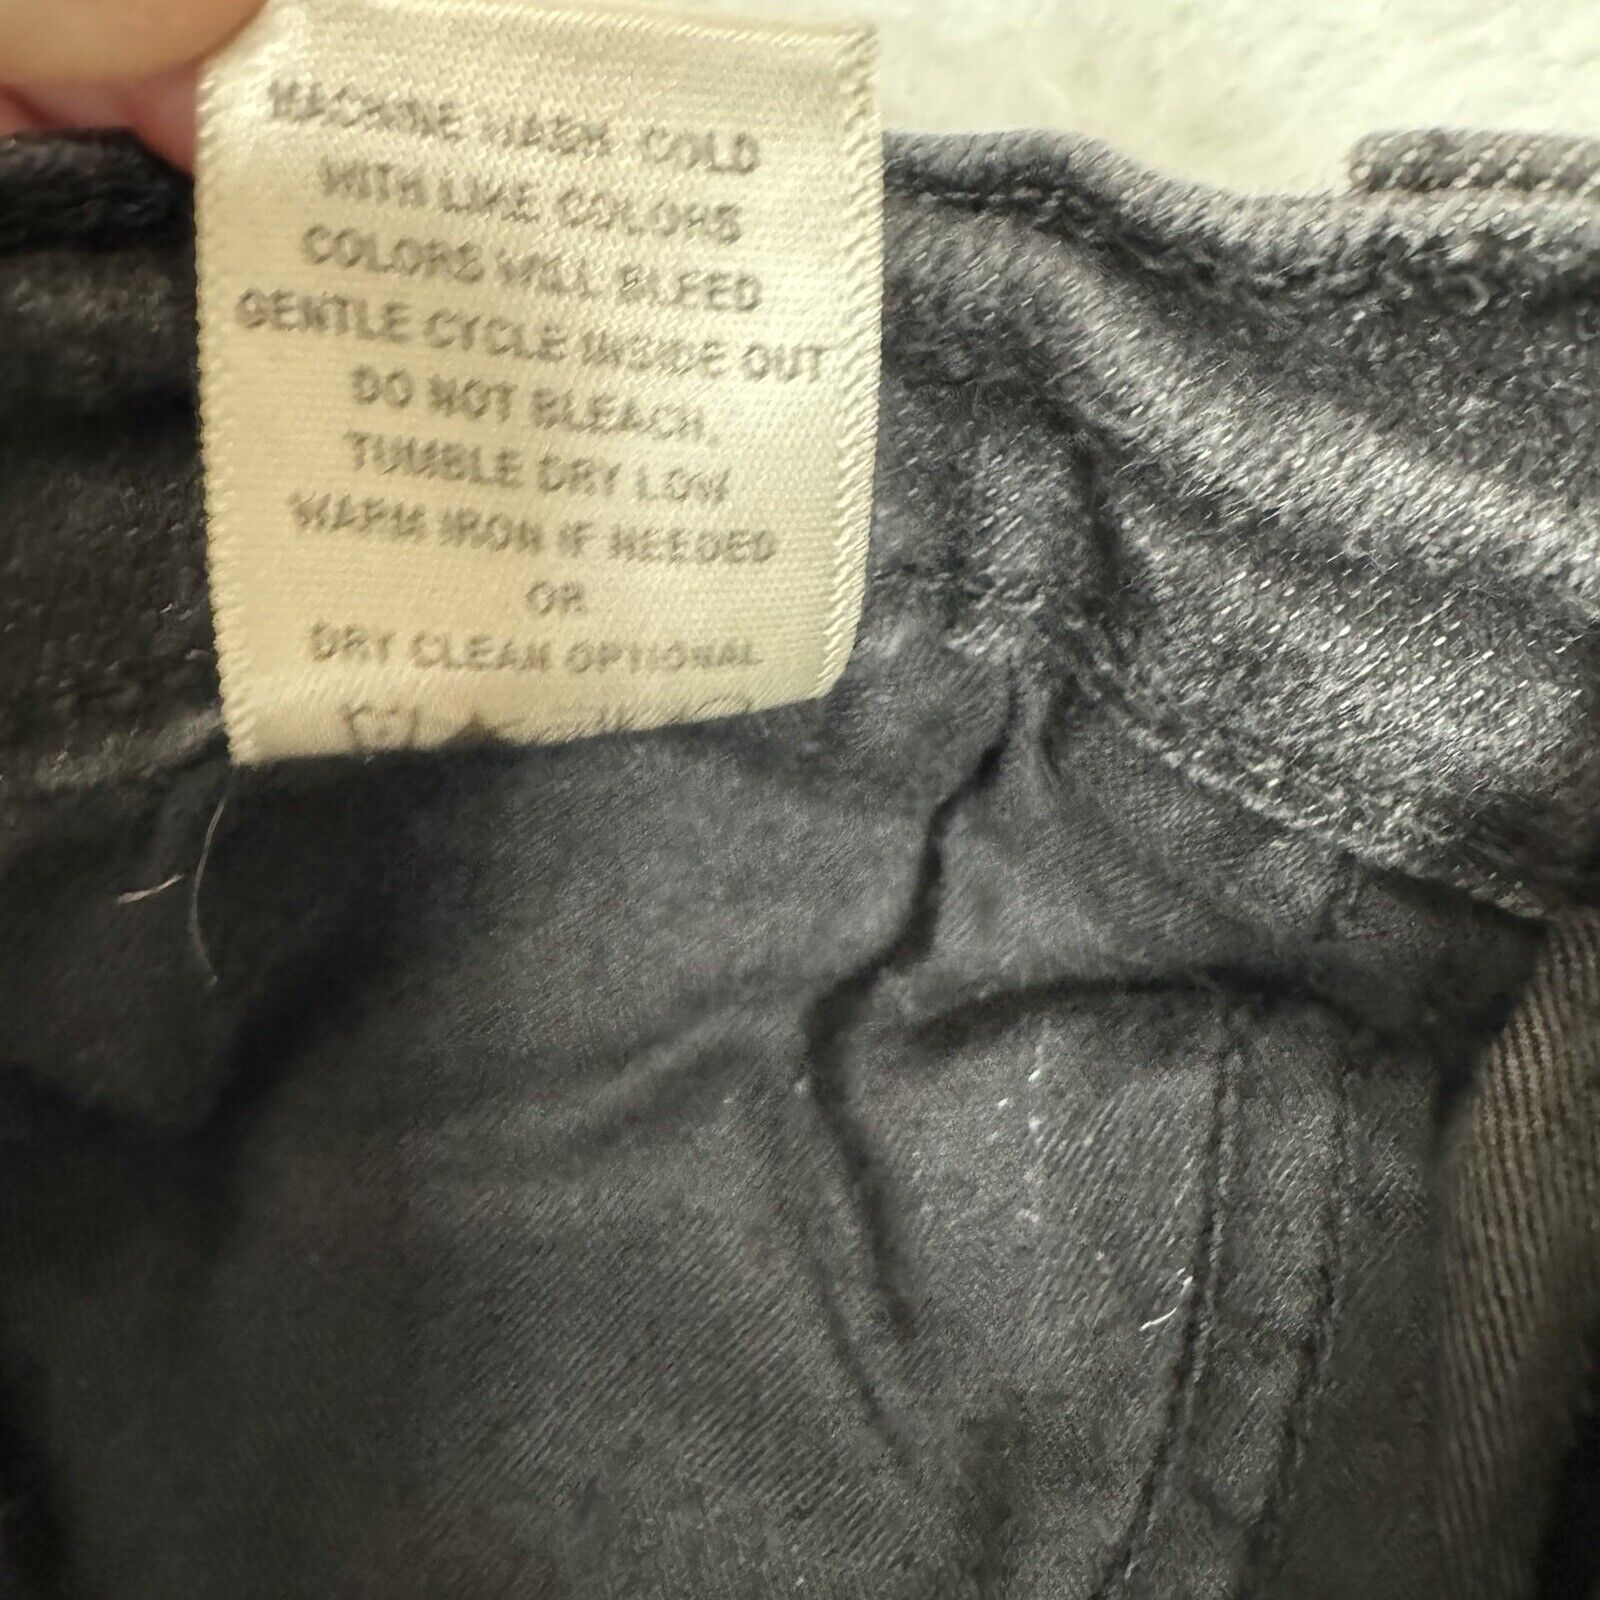 MACHINE WASH COLD
WITH LIKE COLORS
COLORS WILL BLEED
GENTLE CYCLE INSIDE OUT
DO NOT BLEACH,
TUMBLE DRY LOW
WARM IRON IF NEEDED
OR
DRY CLEAN OPTIONAL